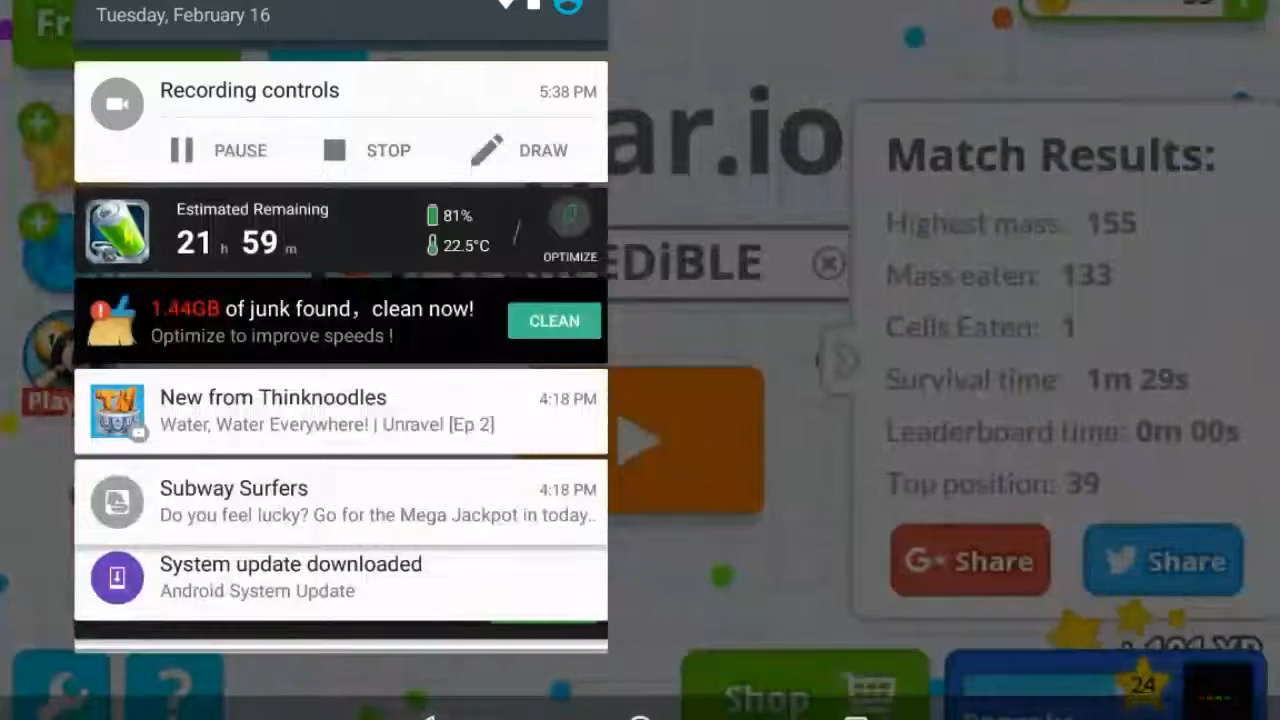 Tuesday, February 16
Fr
Recording controls
5:38 PM
PAUSE
STOP
DRAW
Estimated Remaining
21 h 59 m
81%
22.5°C
OPTIMIZE
1.44GB of junk found，clean now!
Optimize to improve speeds !
CLEAN
New from Thinknoodles
4:18 PM
Water, Water Everywhere! | Unravel [Ep 2]
Subway Surfers
4:18 PM
Do you feel lucky? Go for the Mega Jackpot in today..
System update downloaded
Android System Update
ar.io
EDiBLE
Play
Match Results:
Highest mass: 155
Mass eaten: 133
Cells Eaten: 1
Survival time: 1m 29s
Leaderboard time: 0m 00s
Top position: 39
G+ Share
Share
?
Shop
24